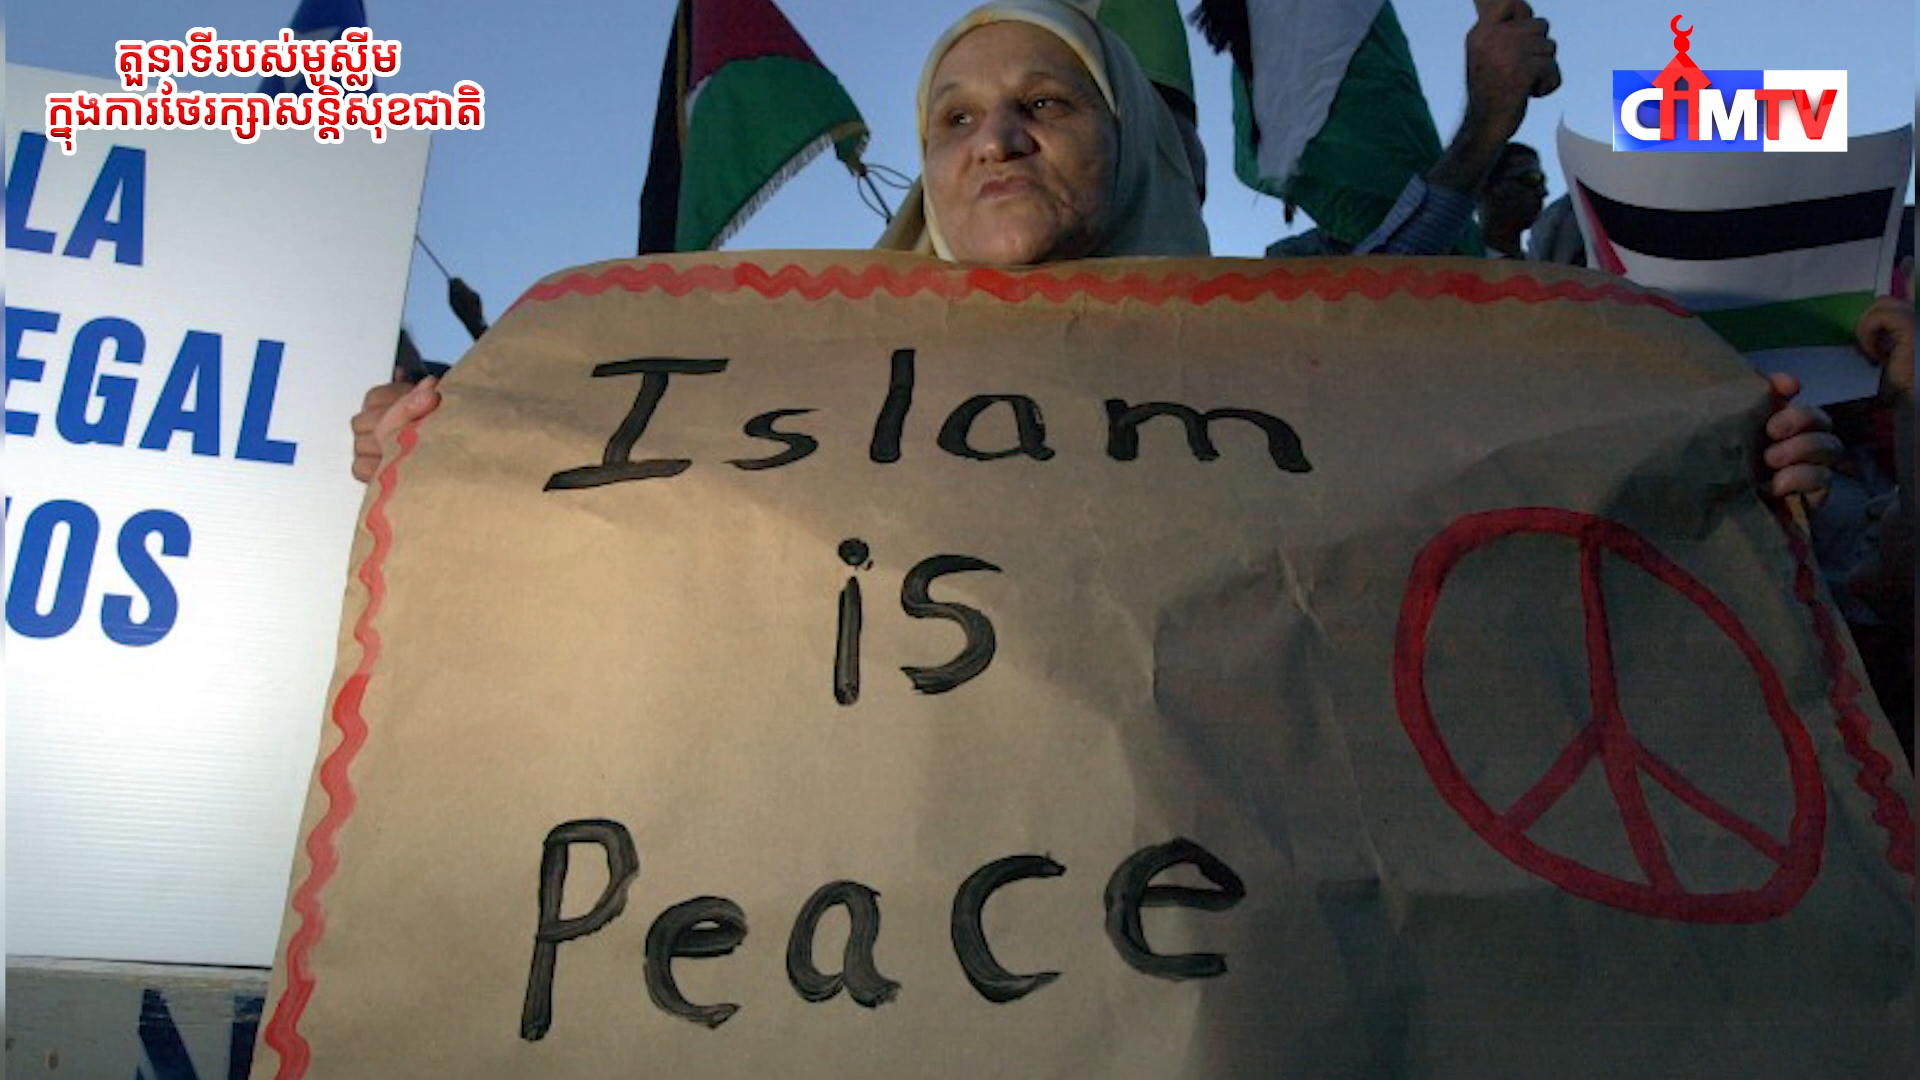 តួនាទីរបស់មូស្លីម
ក្នុងការថែរក្សាសន្តិសុខជាតិ
CAMTV
LA
EGAL
OS
Islam
is
Peace